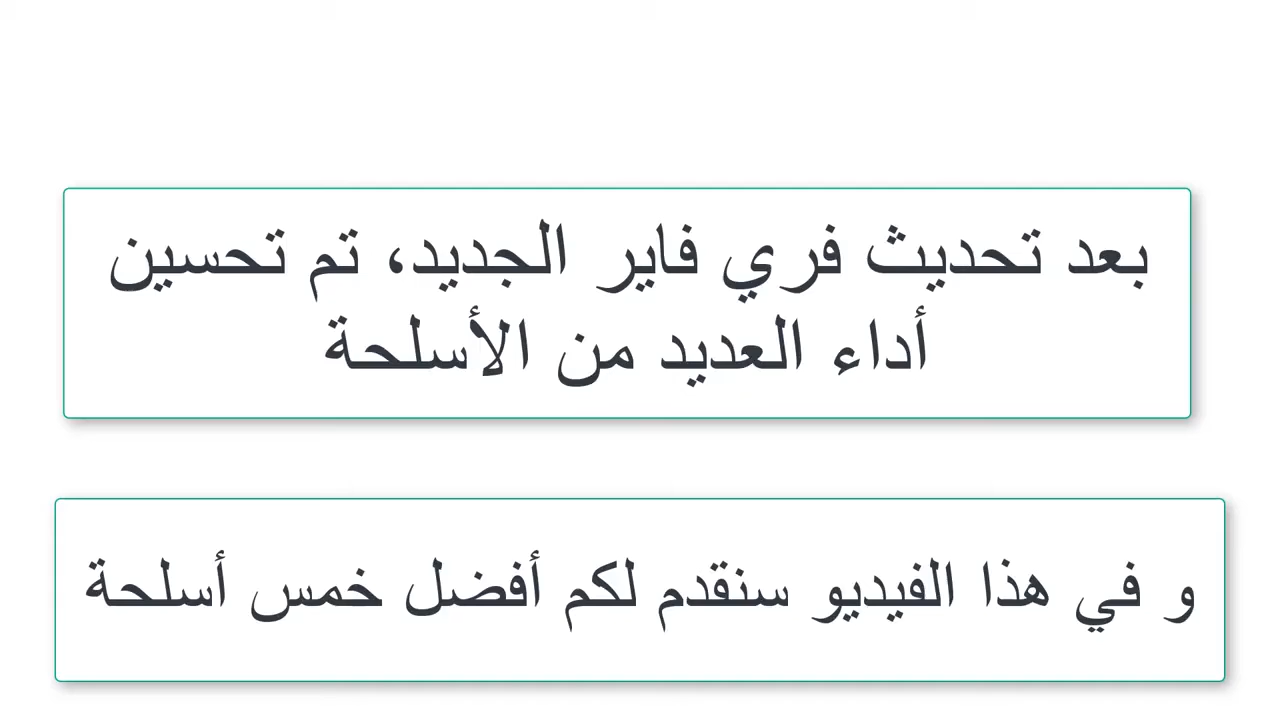 بعد تحديث فري فاير الجديد، تم تحسين
أداء العديد من الأسلحة
و في هذا الفيديو سنقدم لكم أفضل خمس أسلحة